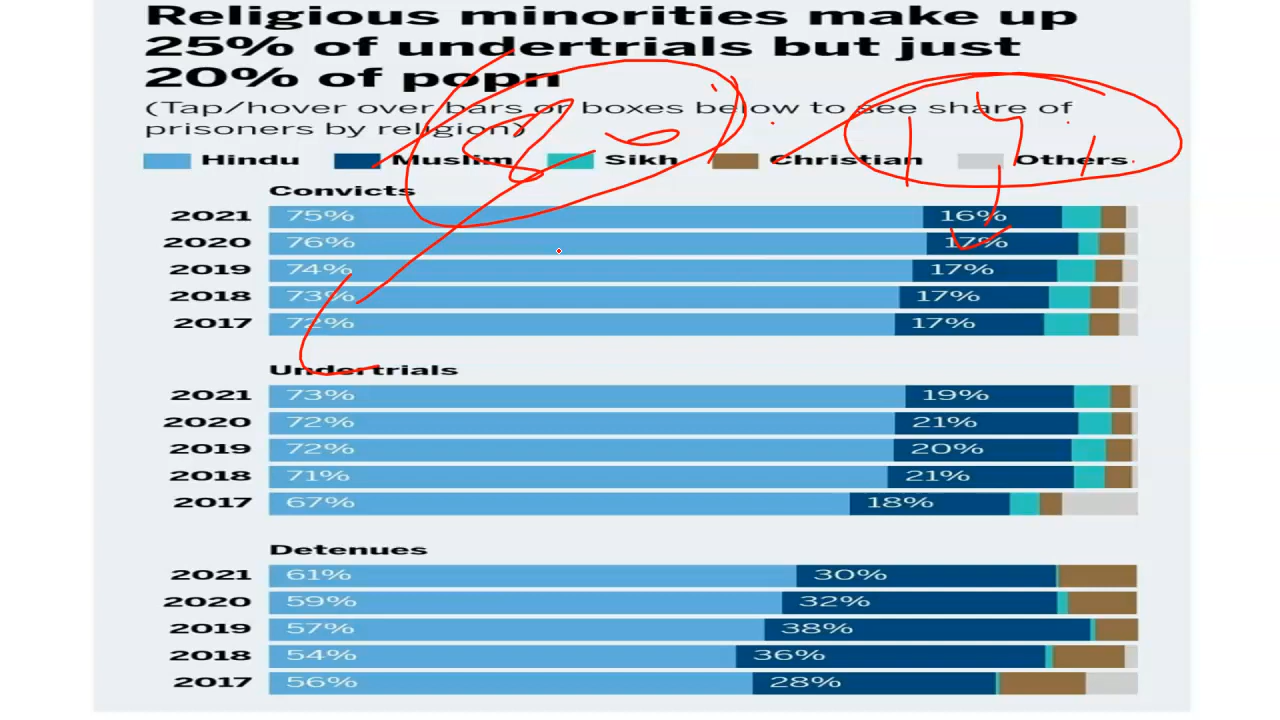 Religious minorities make up
25% of undertrials but just
20% of popn
(Tap/hover over bars or boxes below to see share of
prisoners by religion)
Hindu Muslim Sikh Christian Others
Convicts
2021 75% 16%
2020 76% 17%
2019 74% 17%
2018 73% 17%
2017 72% 17%
Undertrials
2021 73% 19%
2020 72% 21%
2019 72% 20%
2018 71% 21%
2017 67% 18%
Detenues
2021 61% 30%
2020 59% 32%
2019 57% 38%
2018 54% 36%
2017 56% 28%